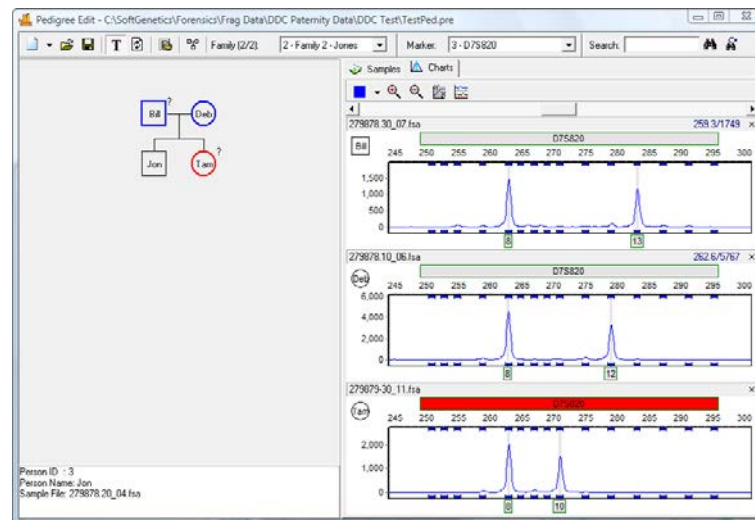 Pedigree Edit - C:\SoftGenetics\Forensics\Frag Data\DDC Paternity Data\DDC Test\TestPed.pre
T Family (2/2): 2 - Family 2 - Jones Marker: 3 - D7S820 Search:
Samples Charts
Bill ? Deb
Jon Tam ?
279878.30_07.fsa 259.3/1749 ×
Bill D7S820
245 250 255 260 265 270 275 280 285 290 295 301
1,500
1,000
500
0
8 13
279878.10_06.fsa 262.6/5767 ×
Deb D7S820
245 250 255 260 265 270 275 280 285 290 295 300
6,000
4,000
2,000
0
8 12
279879-30_11.fsa ×
Tam D7S820
245 250 255 260 265 270 275 280 285 290 295 301
2,000
1,000
0
8 10
Person ID : 3
Person Name: Jon
Sample File: 279878.20_04.fsa